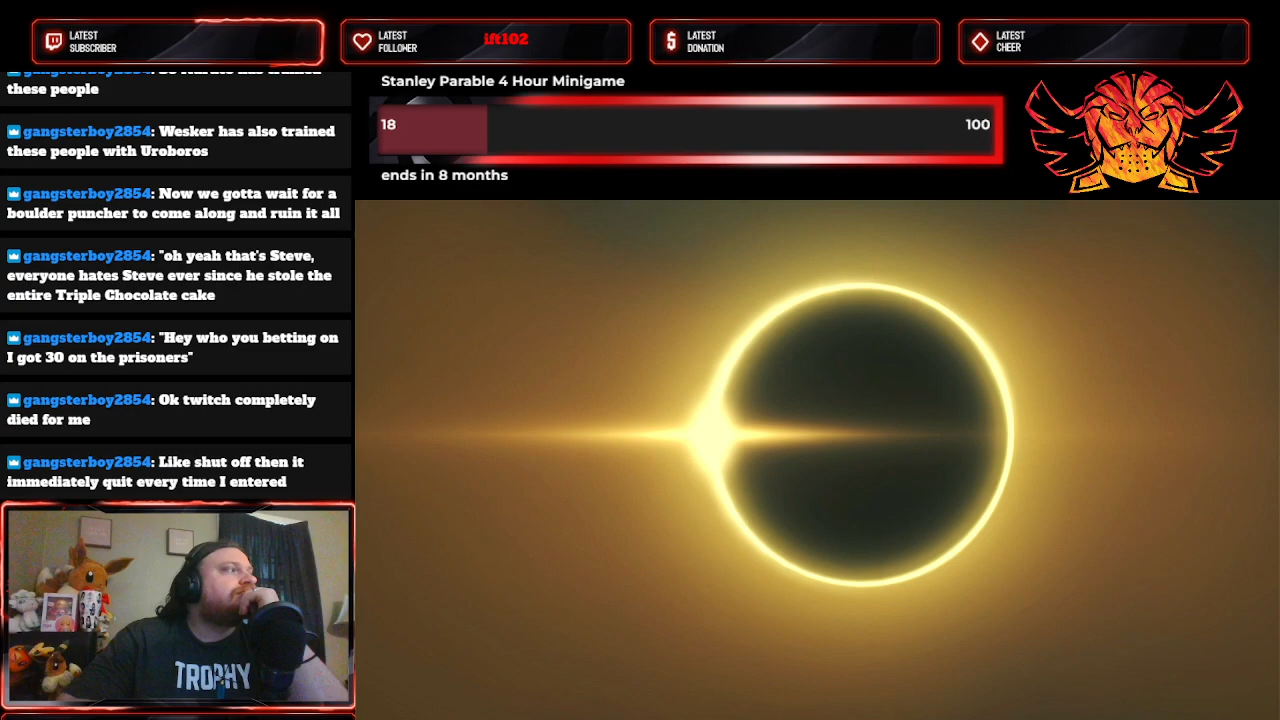 LATEST
SUBSCRIBER
LATEST
FOLLOWER
ift102
LATEST
DONATION
LATEST
CHEER
these people
gangsterboy2854: Wesker has also trained
these people with Uroboros
gangsterboy2854: Now we gotta wait for a
boulder puncher to come along and ruin it all
gangsterboy2854: "oh yeah that's Steve,
everyone hates Steve ever since he stole the
entire Triple Chocolate cake
gangsterboy2854: "Hey who you betting on
I got 30 on the prisoners"
gangsterboy2854: Ok twitch completely
died for me
gangsterboy2854: Like shut off then it
immediately quit every time I entered
Stanley Parable 4 Hour Minigame
18
100
ends in 8 months
TROPHY